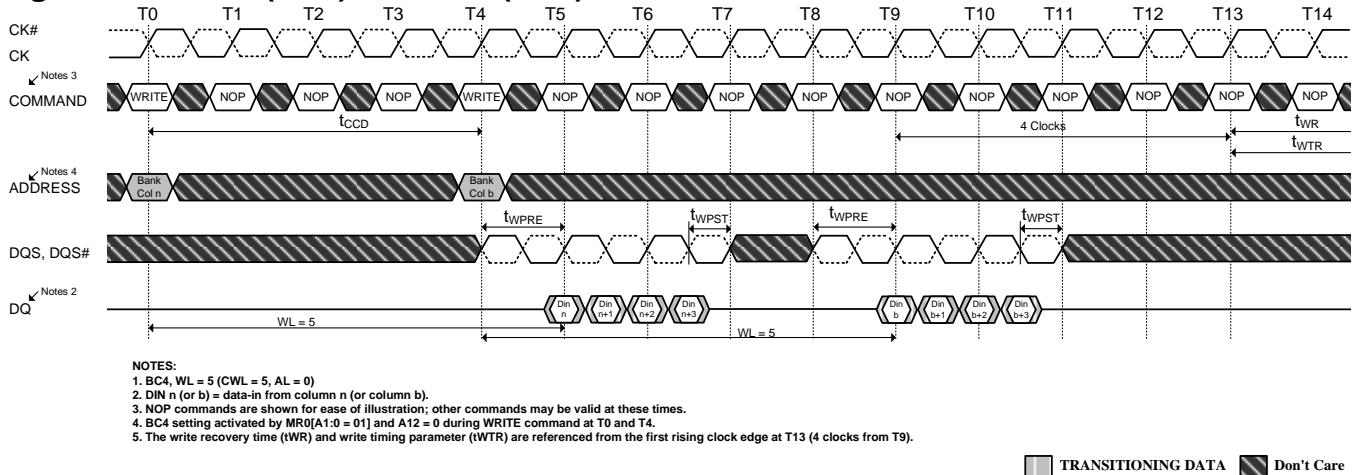 T0 T1 T2 T3 T4 T5 T6 T7 T8 T9 T10 T11 T12 T13 T14
CK#
CK
Notes 3
COMMAND
WRITE NOP NOP NOP WRITE NOP NOP NOP NOP NOP NOP NOP NOP NOP NOP
tCCD
4 Clocks
tWR
tWTR
Notes 4
ADDRESS
Bank Col n
Bank Col b
tWPRE
tWPST
tWPRE
tWPST
DQS, DQS#
Notes 2
DQ
Din n
Din n+1
Din n+2
Din n+3
Din b
Din b+1
Din b+2
Din b+3
WL = 5
WL = 5
NOTES:
1. BC4, WL = 5 (CWL = 5, AL = 0)
2. DIN n (or b) = data-in from column n (or column b).
3. NOP commands are shown for ease of illustration; other commands may be valid at these times.
4. BC4 setting activated by MR0[A1:0 = 01] and A12 = 0 during WRITE command at T0 and T4.
5. The write recovery time (tWR) and write timing parameter (tWTR) are referenced from the first rising clock edge at T13 (4 clocks from T9).
TRANSITIONING DATA
Don't Care